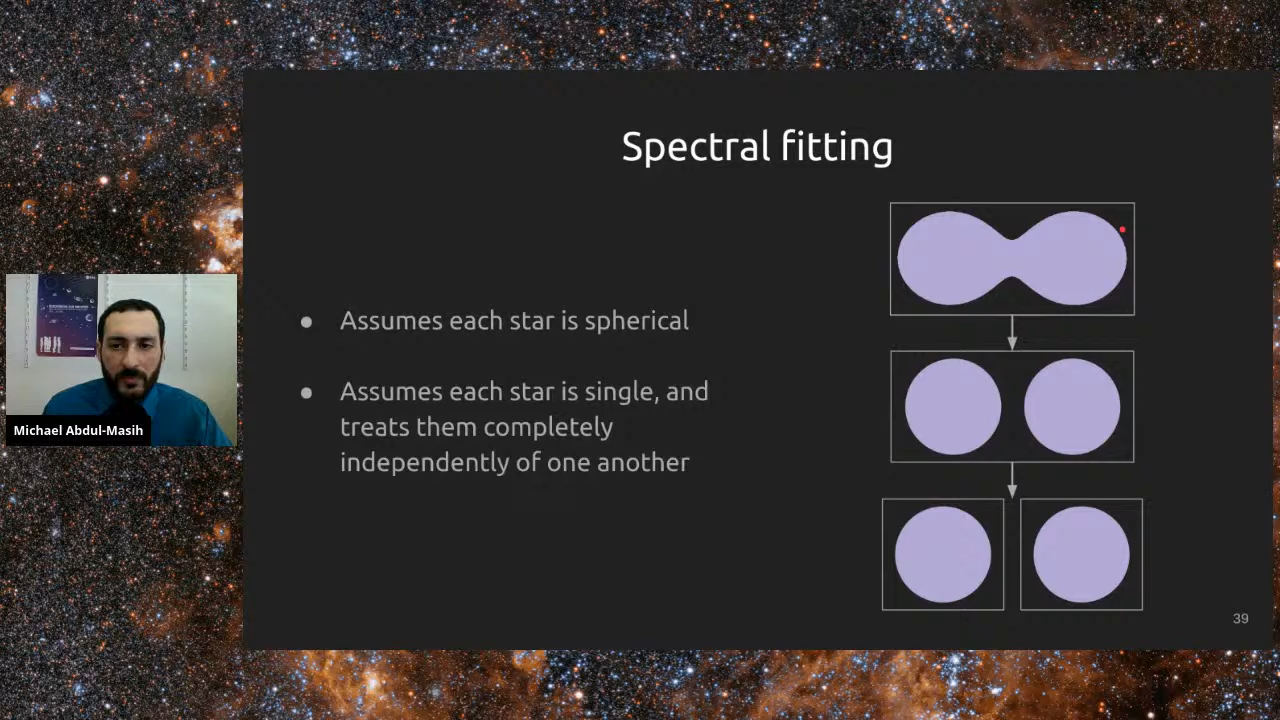 Spectral fitting
● Assumes each star is spherical
● Assumes each star is single, and
treats them completely
independently of one another
Michael Abdul-Masih
39